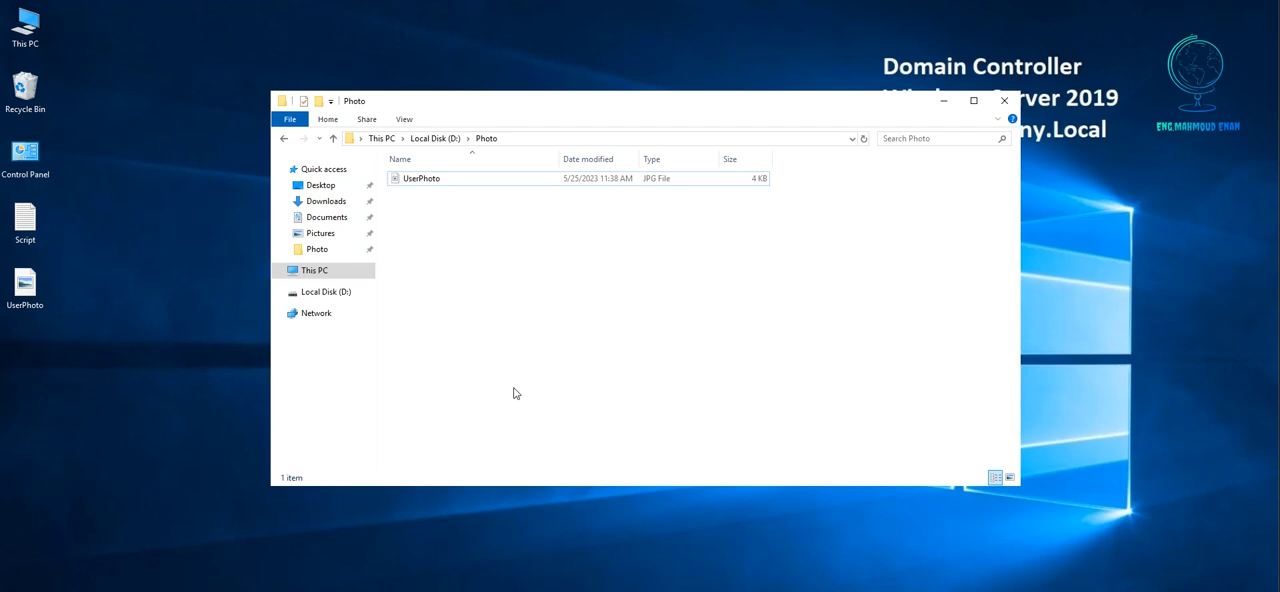 This PC
Recycle Bin
Control Panel
Script
UserPhoto
Domain Controller
rver 2019
ny.Local
ENG.MAHMOUD ENAN
Photo
File Home Share View
This PC Local Disk (D:) Photo
Search Photo
Name Date modified Type Size
UserPhoto 5/25/2023 11:38 AM JPG File 4 KB
Quick access
Desktop
Downloads
Documents
Pictures
Photo
This PC
Local Disk (D:)
Network
1 item